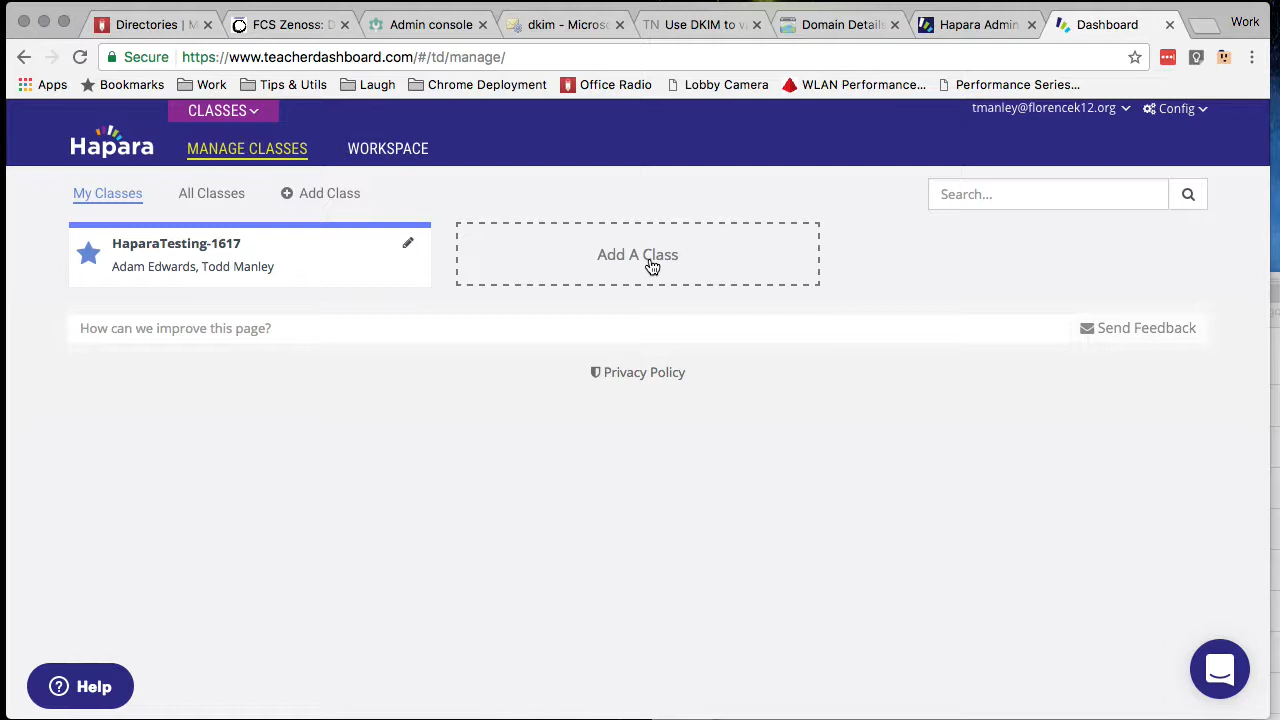 Directories | M
FCS Zenoss: D
Admin console
dkim - Microso
TN Use DKIM to va
Domain Details
Hapara Admin
Dashboard
Work
Secure https://www.teacherdashboard.com/#/td/manage/
Apps Bookmarks Work Tips & Utils Laugh Chrome Deployment Office Radio Lobby Camera WLAN Performance... Performance Series...
CLASSES
tmanley@florencek12.org Config
Hapara
MANAGE CLASSES WORKSPACE
My Classes All Classes Add Class
Search...
HaparaTesting-1617
Adam Edwards, Todd Manley
Add A Class
How can we improve this page? Send Feedback
Privacy Policy
Help